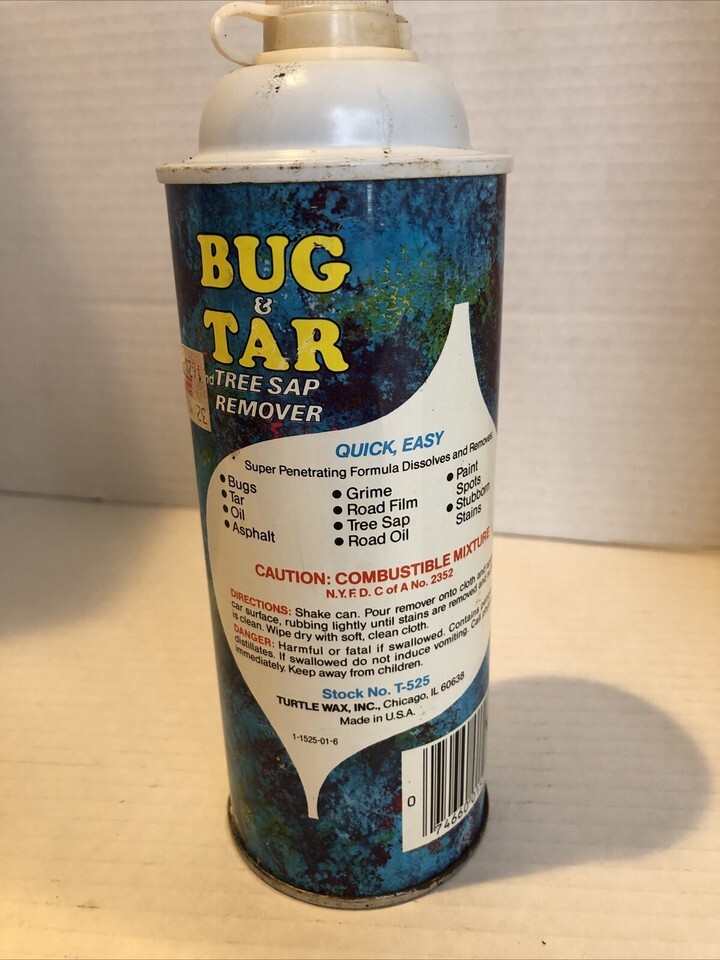 BUG
&
TAR
TREE SAP
REMOVER
QUICK, EASY
Super Penetrating Formula Dissolves and Removes
• Bugs
• Tar
• Oil
• Asphalt
• Grime
• Road Film
• Tree Sap
• Road Oil
• Paint
Spots
• Stubborn
Stains
CAUTION: COMBUSTIBLE MIXTURE
N.Y.F.D. C of A No. 2352
DIRECTIONS: Shake can. Pour remover onto cloth and
car surface, rubbing lightly until stains are removed and
is clean. Wipe dry with soft, clean cloth.
DANGER: Harmful or fatal if swallowed. Contains
distillates. If swallowed do not induce vomiting. Call
immediately. Keep away from children.
Stock No. T-525
TURTLE WAX, INC., Chicago, IL 60638
Made in U.S.A.
1-1525-01-6
0
74660